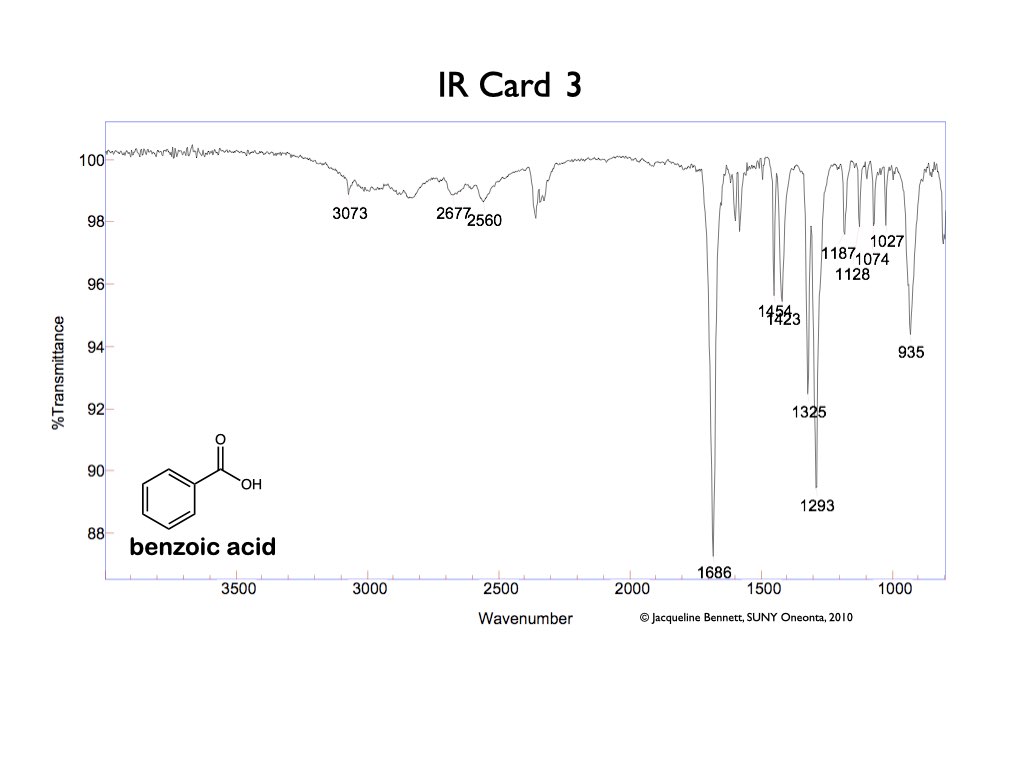 IR Card 3
100
98
96
94
92
90
88
%Transmittance
3073
2677
2560
1686
1454
1423
1325
1293
1187
1128
1074
1027
935
O
OH
benzoic acid
3500 3000 2500 2000 1500 1000
Wavenumber
© Jacqueline Bennett, SUNY Oneonta, 2010